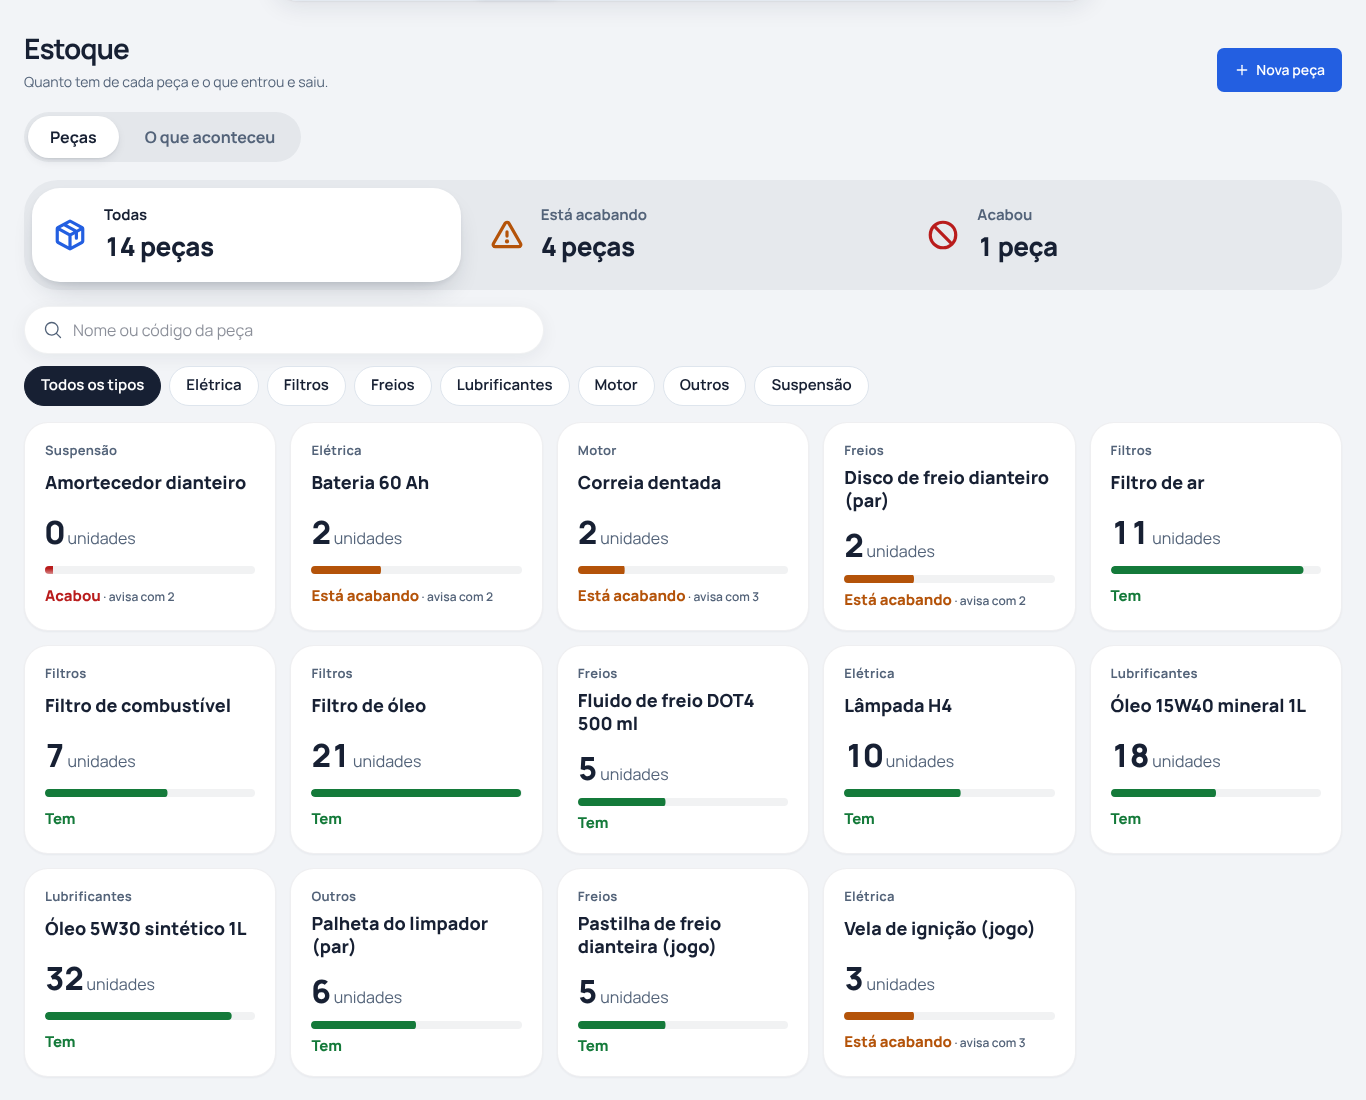 Estoque
Quanto tem de cada peça e o que entrou e saiu.
+ Nova peça
Peças
O que aconteceu
Todas
14 peças
Está acabando
4 peças
Acabou
1 peça
Nome ou código da peça
Todos os tipos
Elétrica
Filtros
Freios
Lubrificantes
Motor
Outros
Suspensão
Suspensão
Amortecedor dianteiro
0 unidades
Acabou · avisa com 2
Elétrica
Bateria 60 Ah
2 unidades
Está acabando · avisa com 2
Motor
Correia dentada
2 unidades
Está acabando · avisa com 3
Freios
Disco de freio dianteiro
(par)
2 unidades
Está acabando · avisa com 2
Filtros
Filtro de ar
11 unidades
Tem
Filtros
Filtro de combustível
7 unidades
Tem
Filtros
Filtro de óleo
21 unidades
Tem
Freios
Fluido de freio DOT4
500 ml
5 unidades
Tem
Elétrica
Lâmpada H4
10 unidades
Tem
Lubrificantes
Óleo 15W40 mineral 1L
18 unidades
Tem
Lubrificantes
Óleo 5W30 sintético 1L
32 unidades
Tem
Outros
Palheta do limpador
(par)
6 unidades
Tem
Freios
Pastilha de freio
dianteira (jogo)
5 unidades
Tem
Elétrica
Vela de ignição (jogo)
3 unidades
Está acabando · avisa com 3